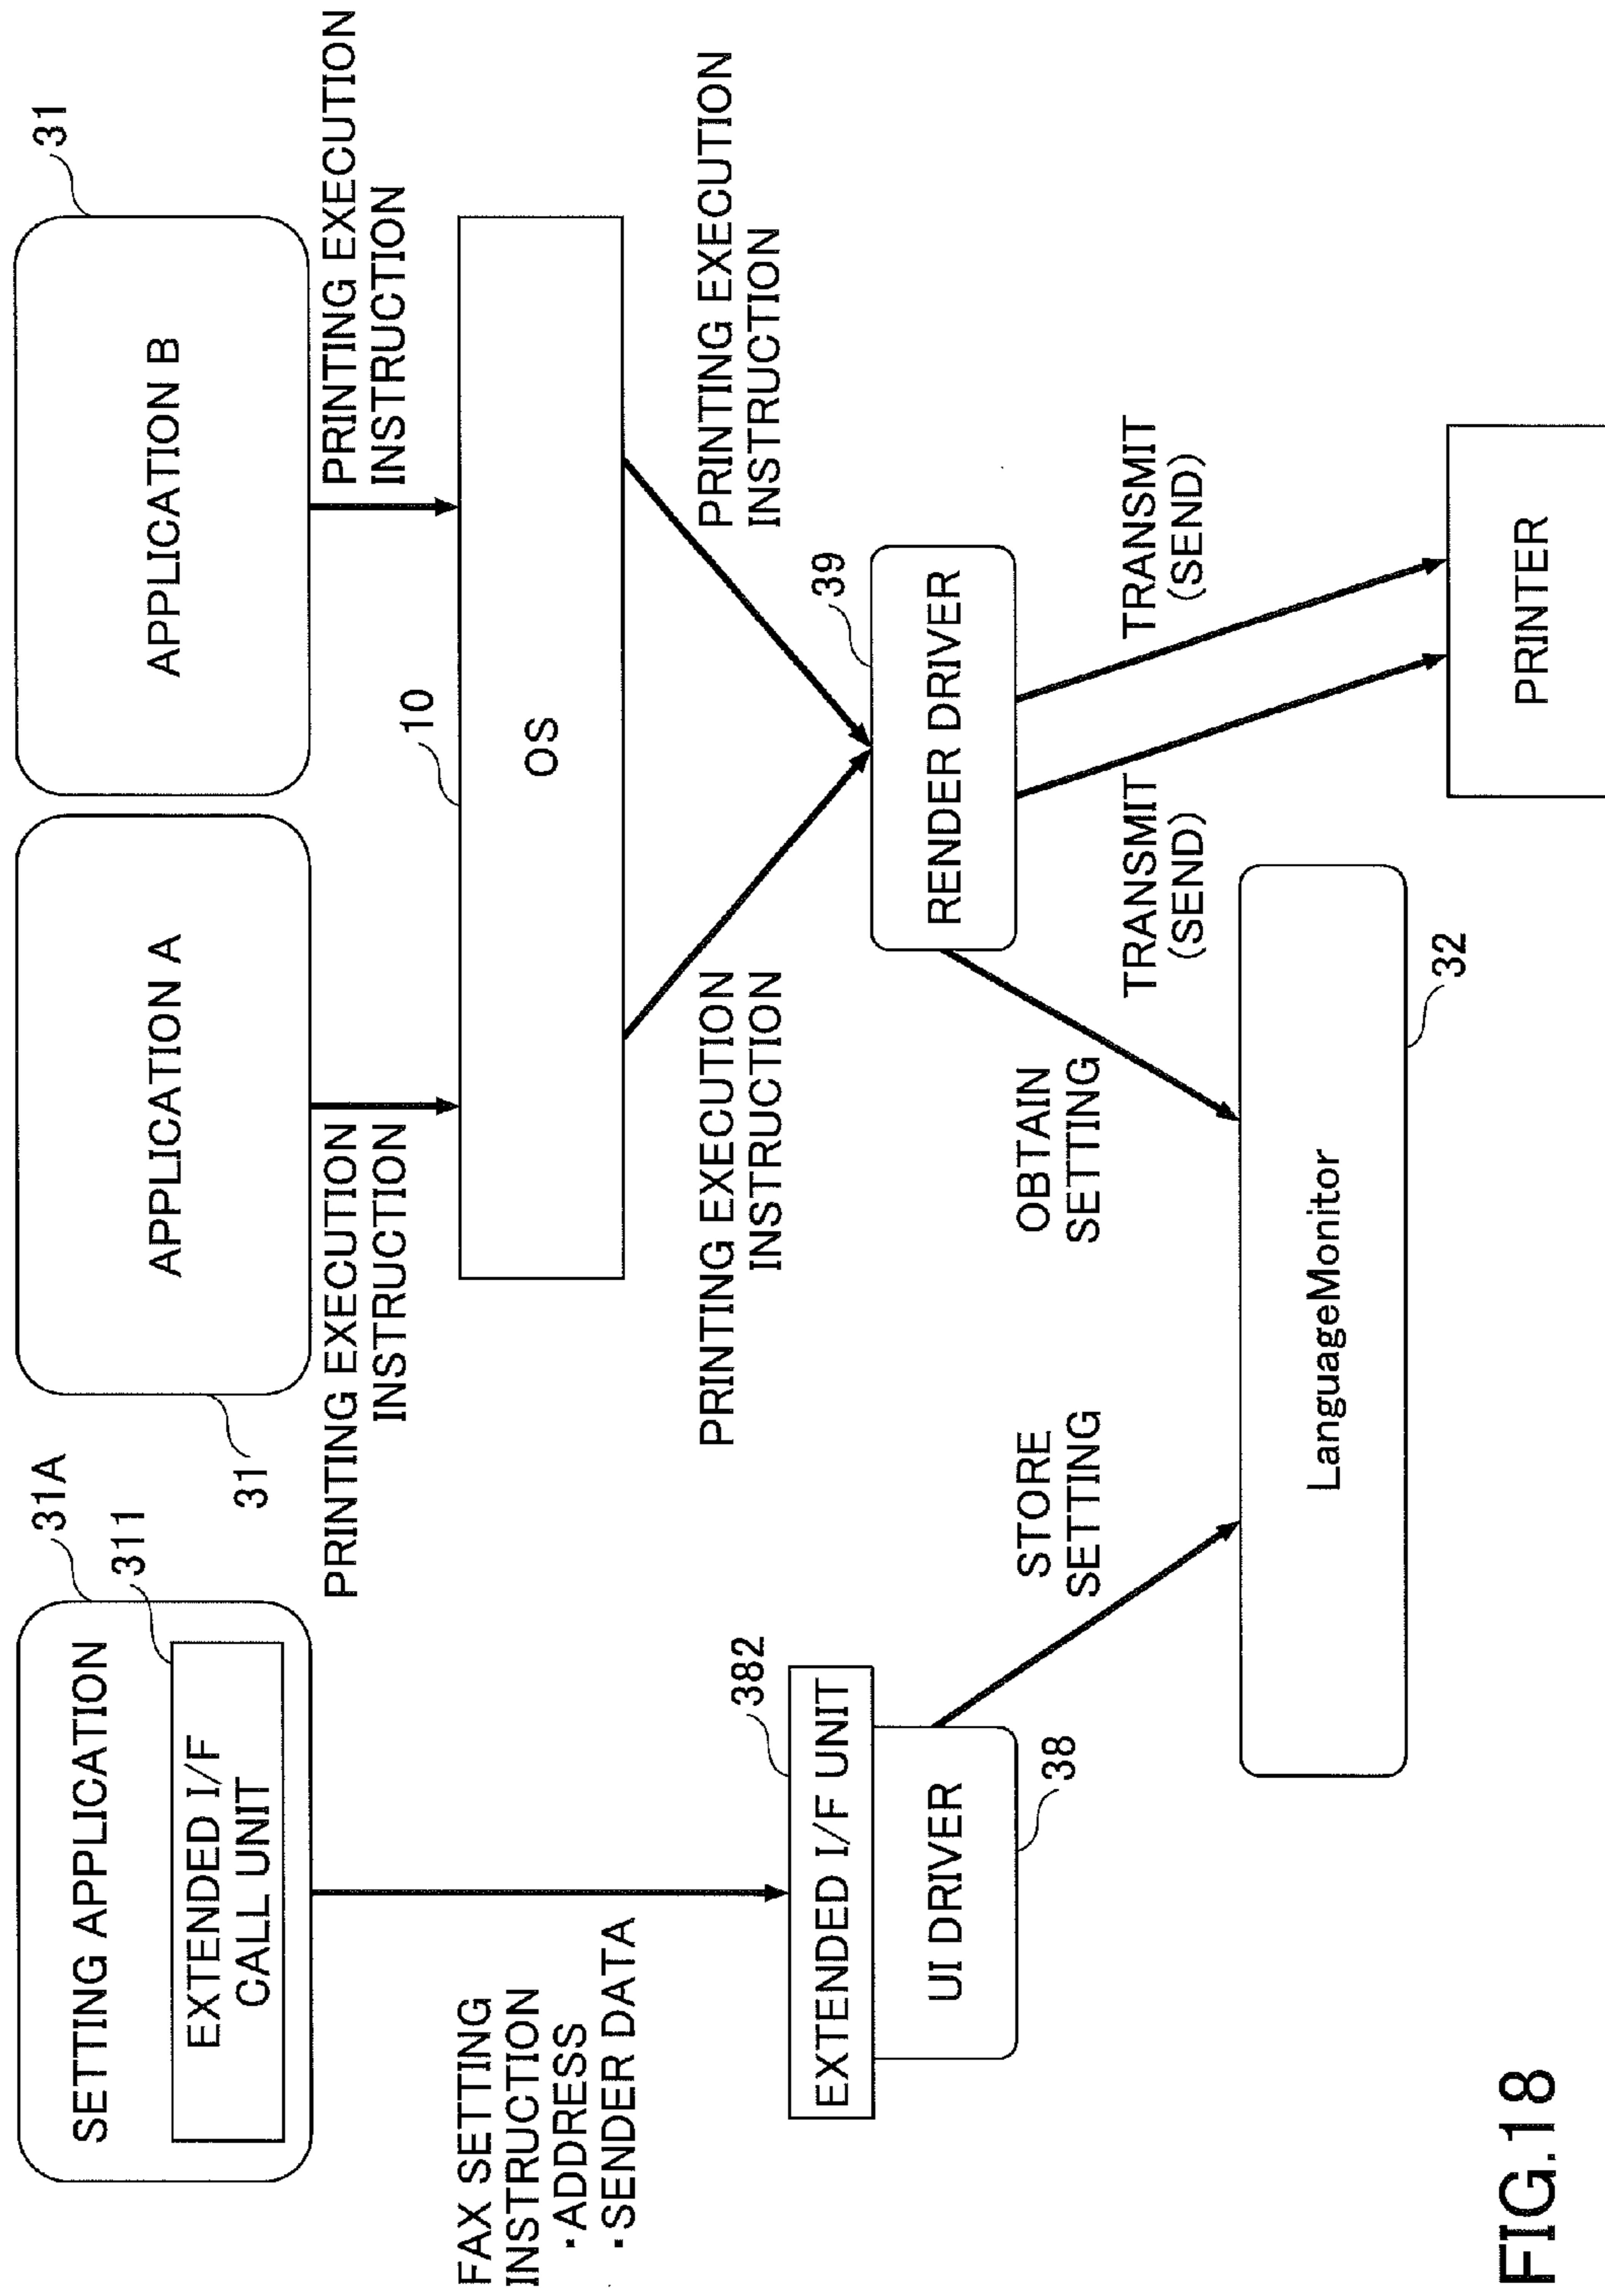 FIG.18
SETTING APPLICATION
EXTENDED I/F
CALL UNIT
31A
311
APPLICATION A
31
APPLICATION B
31
FAX SETTING
INSTRUCTION
・ADDRESS
・SENDER DATA
PRINTING EXECUTION
INSTRUCTION
PRINTING EXECUTION
INSTRUCTION
10
OS
PRINTING EXECUTION
INSTRUCTION
PRINTING EXECUTION
INSTRUCTION
382
EXTENDED I/F UNIT
UI DRIVER
38
39
RENDER DRIVER
STORE
SETTING
OBTAIN
SETTING
TRANSMIT
(SEND)
TRANSMIT
(SEND)
LanguageMonitor
32
PRINTER